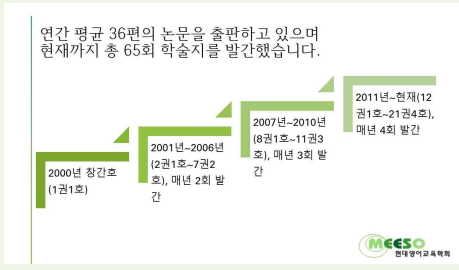 연간 평균 36편의 논문을 출판하고 있으며
현재까지 총 65회 학술지를 발간했습니다.
2000년 창간호
(1권1호)
2001년~2006년
(2권1호~7권2
호), 매년 2회 발
간
2007년~2010년
(8권1호~11권3
호), 매년 3회 발
간
2011년~현재(12
권1호~21권4호),
매년 4회 발간
MEESO
현대영어교육학회